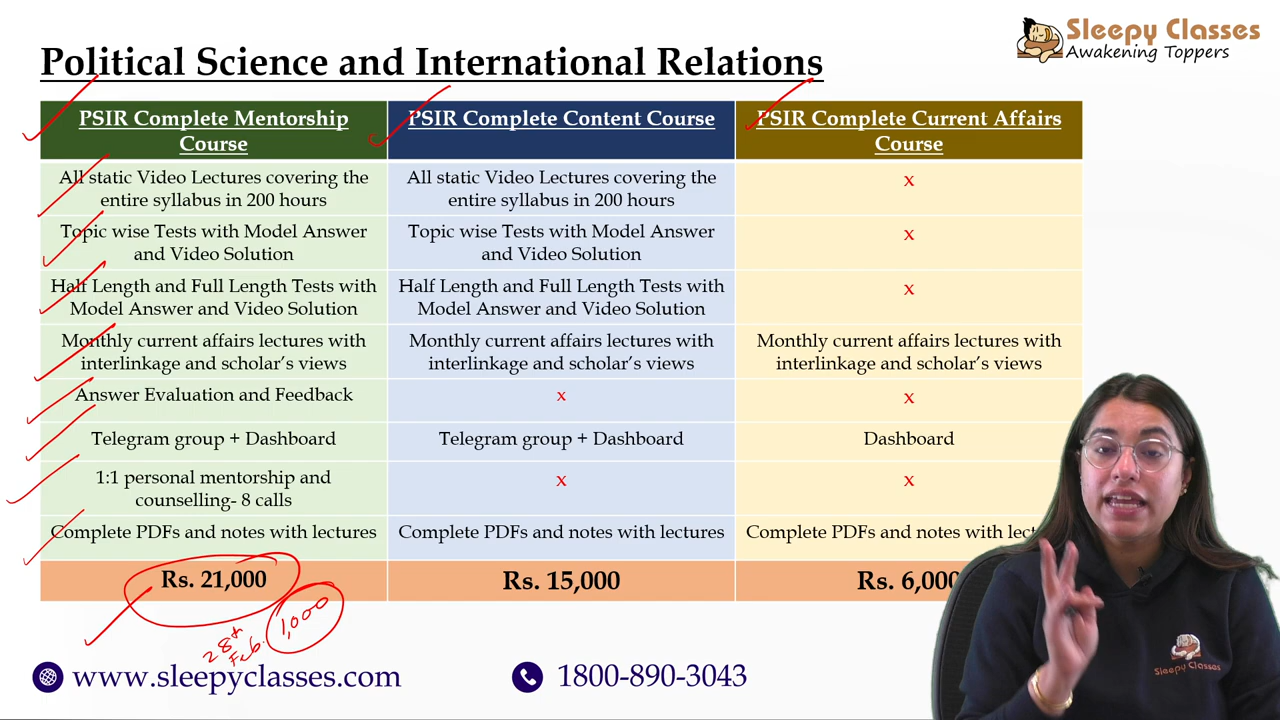 Sleepy Classes
Awakening Toppers
Political Science and International Relations
PSIR Complete Mentorship
Course
PSIR Complete Content Course
PSIR Complete Current Affairs
Course
All static Video Lectures covering the
entire syllabus in 200 hours
All static Video Lectures covering the
entire syllabus in 200 hours
x
Topic wise Tests with Model Answer
and Video Solution
Topic wise Tests with Model Answer
and Video Solution
x
Half Length and Full Length Tests with
Model Answer and Video Solution
Half Length and Full Length Tests with
Model Answer and Video Solution
x
Monthly current affairs lectures with
interlinkage and scholar's views
Monthly current affairs lectures with
interlinkage and scholar's views
Monthly current affairs lectures with
interlinkage and scholar's views
Answer Evaluation and Feedback
x
x
Telegram group + Dashboard
Telegram group + Dashboard
Dashboard
1:1 personal mentorship and
counselling- 8 calls
x
x
Complete PDFs and notes with lectures
Complete PDFs and notes with lectures
Complete PDFs and notes with
Rs. 21,000
Rs. 15,000
Rs. 6,000
1,000
28th
Feb.
www.sleepyclasses.com
1800-890-3043
Sleepy Classes